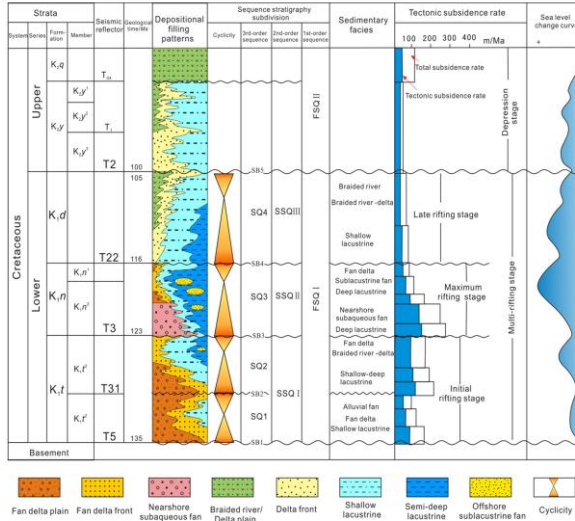 Strata
Seismic reflector
Geological time/Ma
Depositional filling patterns
Sequence stratigraphy subdivision
Sedimentary facies
Tectonic subsidence rate
Sea level change curve
System
Series
Formation
Member
Cyclicity
3rd-order sequence
2nd-order sequence
1st-order sequence
0 100 200 300 400 m/Ma
+
Cretaceous
Upper
Lower
K₂q
K₂y
K₂y¹
K₂y²
K₂y³
K₁d
K₁n
K₁n¹
K₁n²
K₁t
K₁t¹
K₁t²
Basement
T₁
T2
T22
T3
T31
T5
100
105
116
123
135
SB5
SB4
SB3
SB2
SB1
SQ4
SQ3
SQ2
SQ1
SSQIII
SSQ II
SSQ I
FSQ II
FSQ I
Braided river
Braided river -delta
Shallow lacustrine
Fan delta
Sublacustrine fan
Deep lacustrine
Nearshore subaqueous fan
Deep lacustrine
Fan delta
Braided river -delta
Shallow-deep lacustrine
Alluvial fan
Fan delta
Shallow lacustrine
Total subsidence rate
Tectonic subsidence rate
Late rifting stage
Maximum rifting stage
Initial rifting stage
Depression stage
Multi-rifting stage
Fan delta plain
Fan delta front
Nearshore subaqueous fan
Braided river/ Delta plain
Delta front
Shallow lacustrine
Semi-deep lacustrine
Offshore sublacustrine fan
Cyclicity